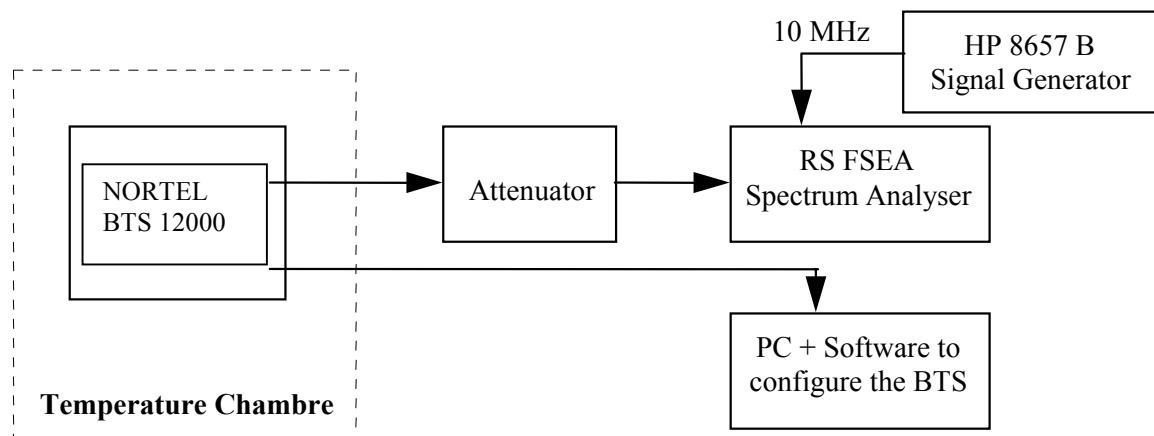 10 MHz
HP 8657 B
Signal Generator
NORTEL
BTS 12000
Attenuator
RS FSEA
Spectrum Analyser
PC + Software to
configure the BTS
Temperature Chambre